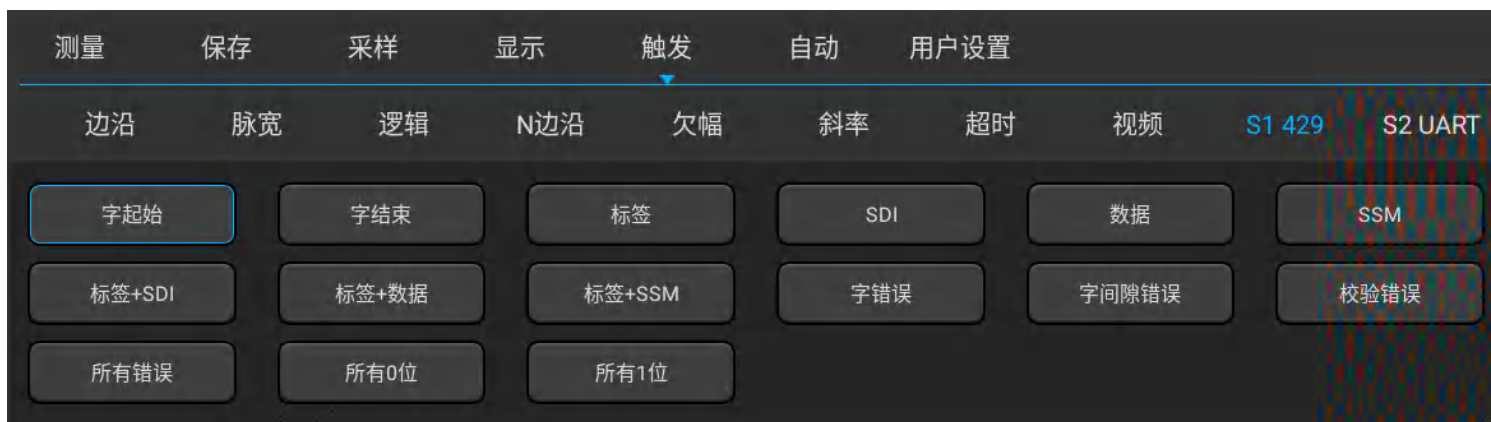 测量 保存 采样 显示 触发 自动 用户设置
边沿 脉宽 逻辑 N边沿 欠幅 斜率 超时 视频 S1 429 S2 UART
字起始 字结束 标签 SDI 数据 SSM
标签+SDI 标签+数据 标签+SSM 字错误 字间隙错误 校验错误
所有错误 所有0位 所有1位